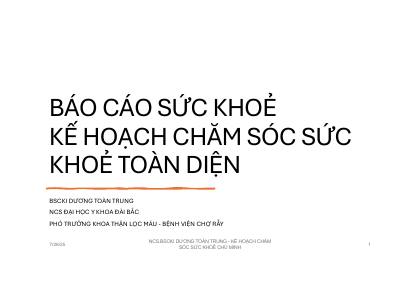 BÁO CÁO SỨC KHOẺ
KẾ HOẠCH CHĂM SÓC SỨC
KHOẺ TOÀN DIỆN
BSCKI DƯƠNG TOÀN TRUNG
NCS ĐẠI HỌC Y KHOA ĐÀI BẮC
PHÓ TRƯỞNG KHOA THẬN LỌC MÁU - BỆNH VIỆN CHỢ RẪY
NCS.BSCKI DƯƠNG TOÀN TRUNG - KẾ HOẠCH CHĂM
SÓC SỨC KHOẺ CHÚ MINH
1